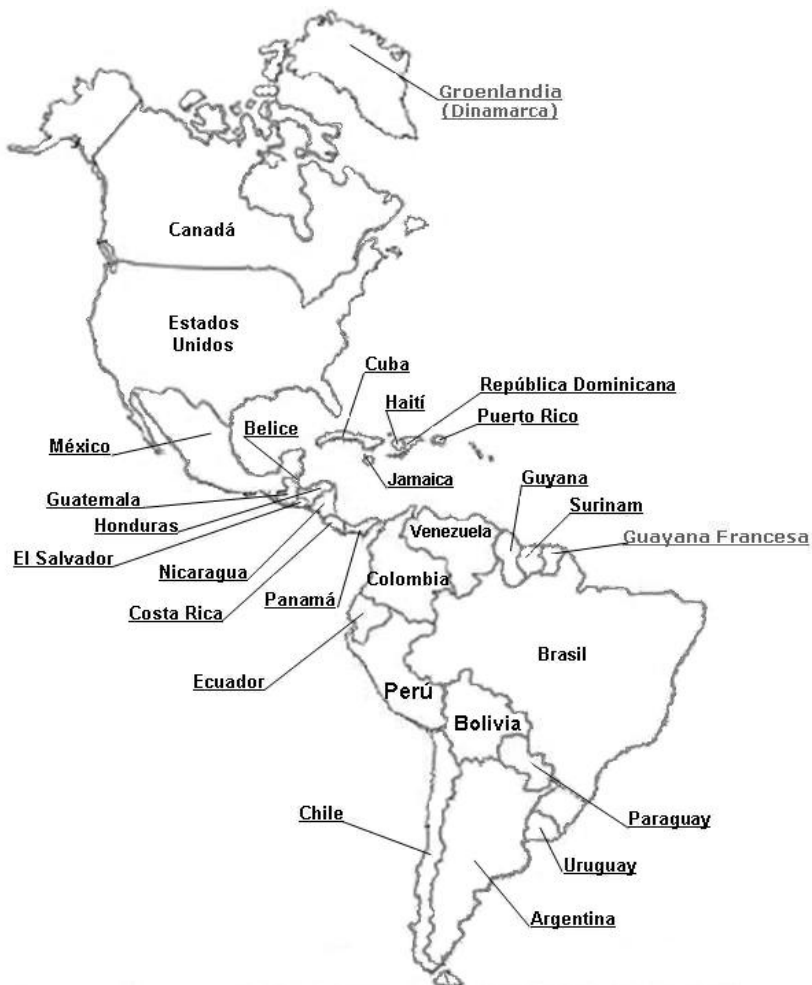 Groenlandia
(Dinamarca)
Canadá
Estados
Unidos
Cuba
República Dominicana
Haití
Puerto Rico
Belice
México
Jamaica
Guyana
Guatemala
Surinam
Honduras
Venezuela
Guayana Francesa
El Salvador
Nicaragua
Colombia
Panamá
Costa Rica
Brasil
Ecuador
Perú
Bolivia
Chile
Paraguay
Uruguay
Argentina